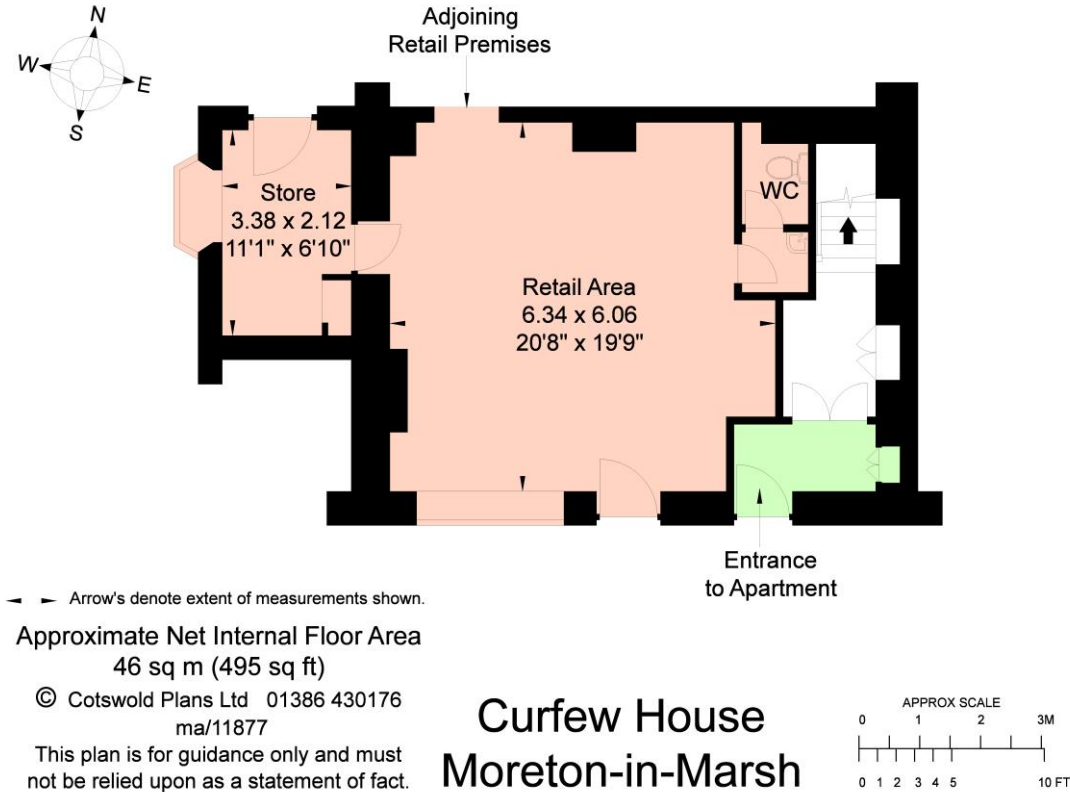 N
W
E
S
Adjoining
Retail Premises
Store
3.38 x 2.12
11'1" x 6'10"
WC
Retail Area
6.34 x 6.06
20'8" x 19'9"
Entrance
to Apartment
Arrow's denote extent of measurements shown.
Approximate Net Internal Floor Area
46 sq m (495 sq ft)
© Cotswold Plans Ltd 01386 430176
ma/11877
This plan is for guidance only and must
not be relied upon as a statement of fact.
Curfew House
Moreton-in-Marsh
APPROX SCALE
0 1 2 3M
0 1 2 3 4 5 10 FT